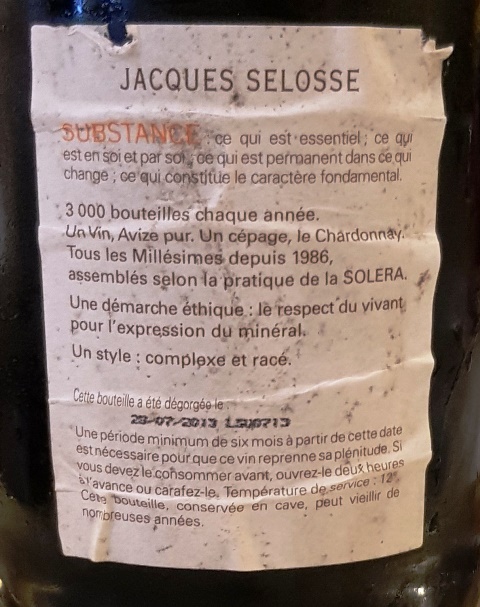 JACQUES SELOSSE
SUBSTANCE : ce qui est essentiel ; ce qui
est en soi et par soi ; ce qui est permanent dans ce qui
change ; ce qui constitue le caractère fondamental.
3 000 bouteilles chaque année.
Un Vin, Avize pur. Un cépage, le Chardonnay.
Tous les Millésimes depuis 1986,
assemblés selon la pratique de la SOLERA.
Une démarche éthique : le respect du vivant
pour l'expression du minéral.
Un style : complexe et racé.
Cette bouteille a été dégorgée le :
Une période minimum de six mois à partir de cette date
est nécessaire pour que ce vin reprenne sa plénitude. Si
vous devez le consommer avant, ouvrez-le deux heures
à l'avance ou carafez-le. Température de service : 12°.
Cette bouteille, conservée en cave, peut vieillir de
nombreuses années.